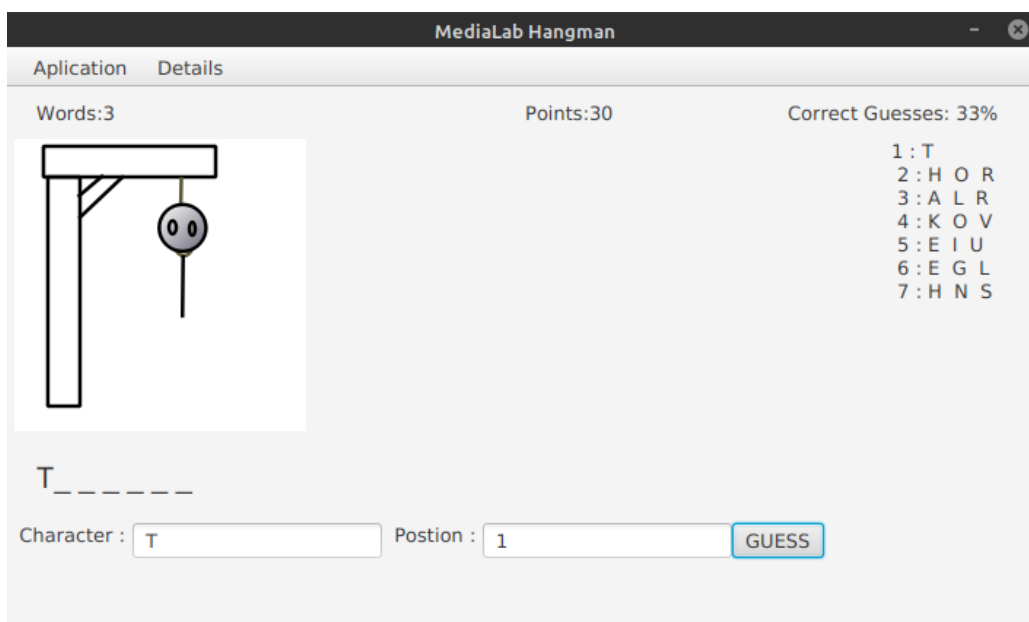 MediaLab Hangman
Aplication Details
Words:3 Points:30 Correct Guesses: 33%
1 : T
2 : H O R
3 : A L R
4 : K O V
5 : E I U
6 : E G L
7 : H N S
T_ _ _ _ _ _
Character : T Postion : 1 GUESS